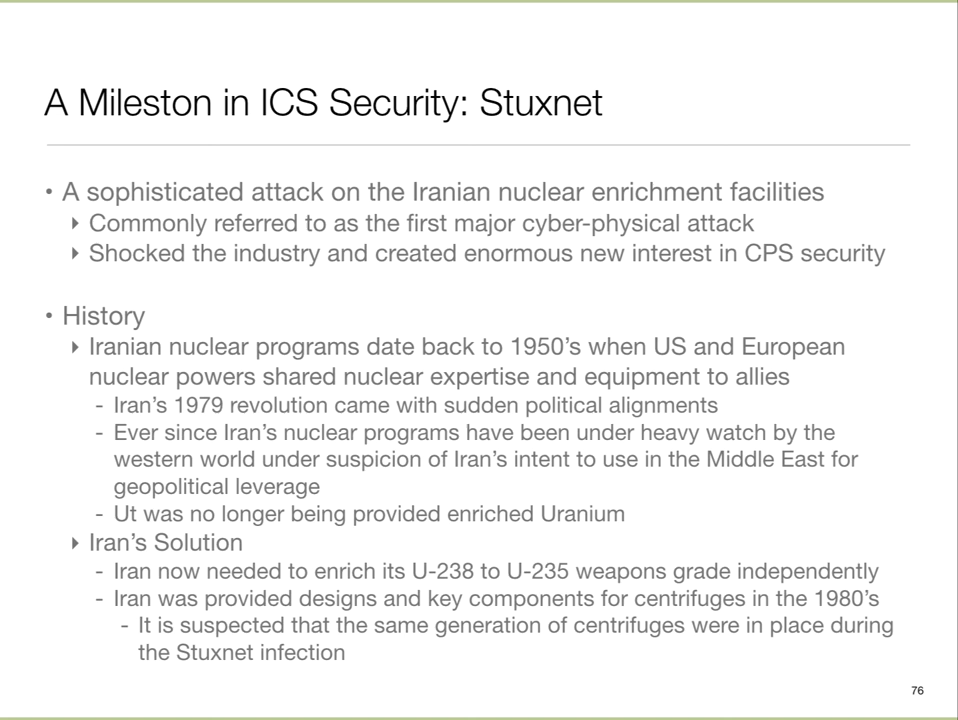 A Mileston in ICS Security: Stuxnet
• A sophisticated attack on the Iranian nuclear enrichment facilities
‣ Commonly referred to as the first major cyber-physical attack
‣ Shocked the industry and created enormous new interest in CPS security
• History
‣ Iranian nuclear programs date back to 1950’s when US and European
nuclear powers shared nuclear expertise and equipment to allies
- Iran’s 1979 revolution came with sudden political alignments
- Ever since Iran’s nuclear programs have been under heavy watch by the
western world under suspicion of Iran’s intent to use in the Middle East for
geopolitical leverage
- Ut was no longer being provided enriched Uranium
‣ Iran’s Solution
- Iran now needed to enrich its U-238 to U-235 weapons grade independently
- Iran was provided designs and key components for centrifuges in the 1980’s
- It is suspected that the same generation of centrifuges were in place during
the Stuxnet infection
76